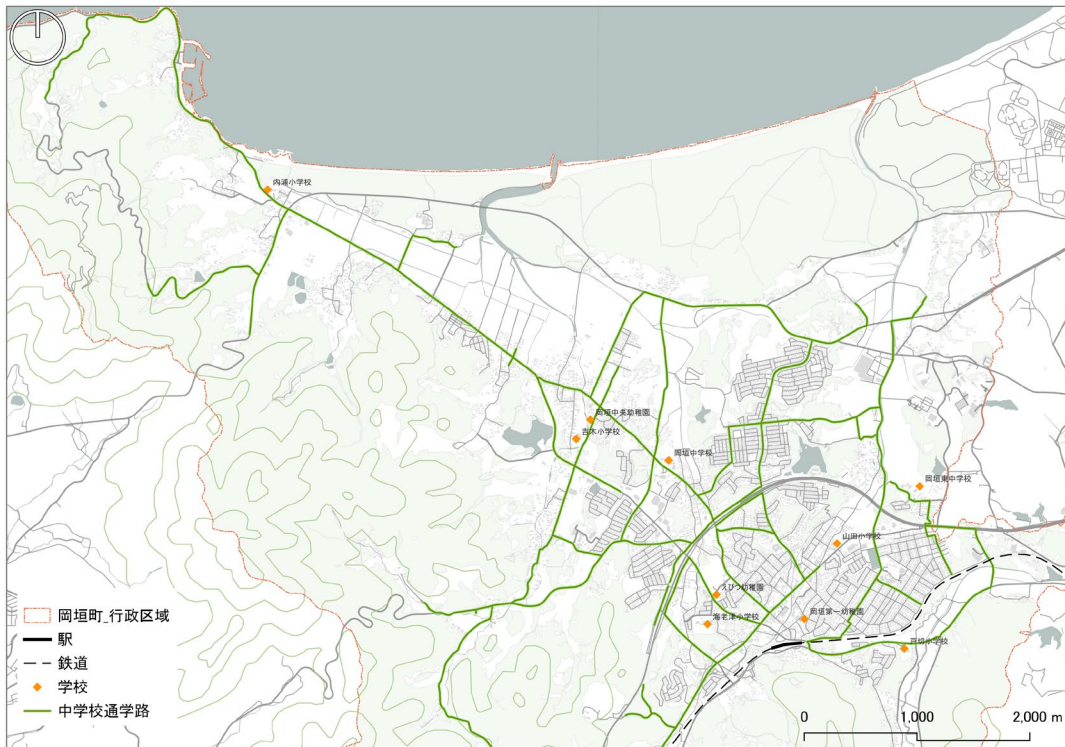 内浦小学校
岡垣中央幼稚園
吉木小学校
岡垣中学校
岡垣東中学校
山田小学校
えびつ幼稚園
海老津小学校
岡垣第一幼稚園
戸切小学校
岡垣町_行政区域
駅
鉄道
学校
中学校通学路
0 1,000 2,000 m